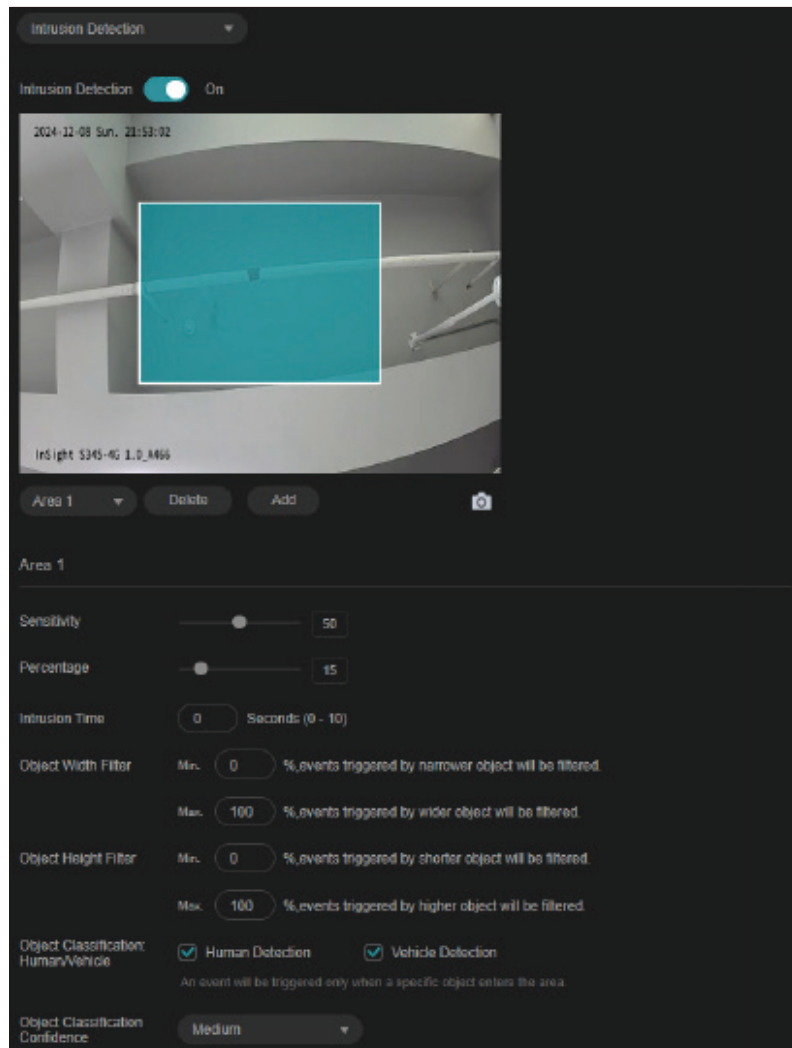 Intrusion Detection
Intrusion Detection On
2024-12-08 Sun. 21:53:02
InSight S345-4G 1.0_A466
Area 1 Delete Add
Area 1
Sensitivity 50
Percentage 15
Intrusion Time 0 Seconds (0 - 10)
Object Width Filter Min. 0 %,events triggered by narrower object will be filtered.
Max. 100 %,events triggered by wider object will be filtered.
Object Height Filter Min. 0 %,events triggered by shorter object will be filtered.
Max. 100 %,events triggered by higher object will be filtered.
Object Classification:
Human/Vehicle Human Detection Vehicle Detection
An event will be triggered only when a specific object enters the area
Object Classification
Confidence Medium